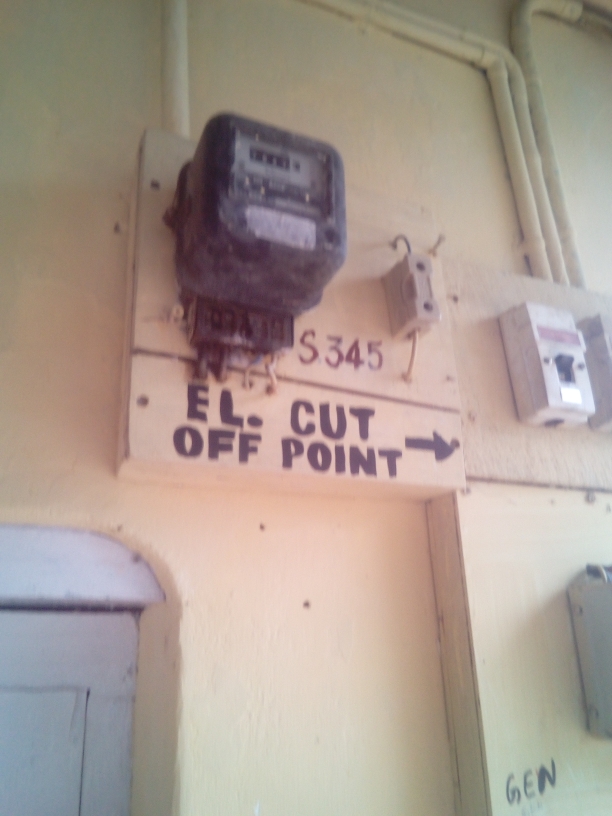 S345
EL. CUT
OFF POINT
GEN